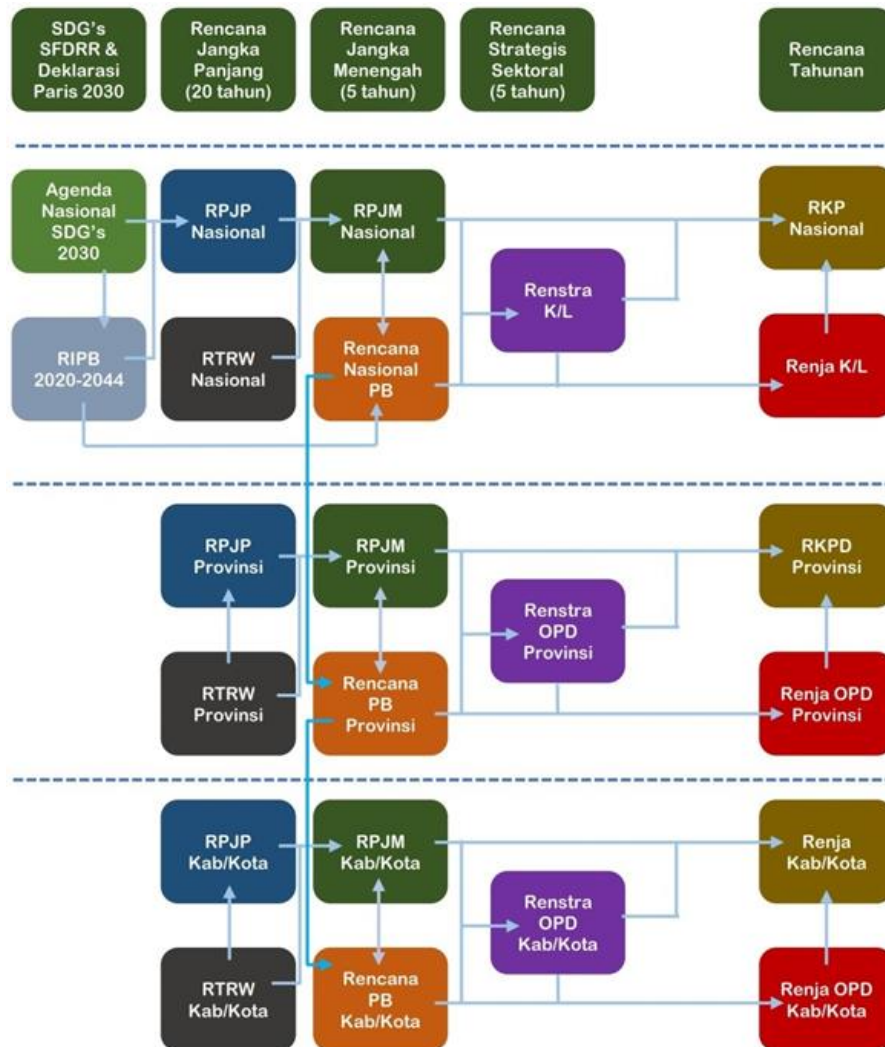 SDG's
SFDRR &
Deklarasi
Paris 2030
Rencana
Jangka
Panjang
(20 tahun)
Rencana
Jangka
Menengah
(5 tahun)
Rencana
Strategis
Sektoral
(5 tahun)
Rencana
Tahunan
Agenda
Nasional
SDG's
2030
RPJP
Nasional
RPJM
Nasional
RKP
Nasional
Renstra
K/L
RIPB
2020-2044
RTRW
Nasional
Rencana
Nasional
PB
Renja K/L
RPJP
Provinsi
RPJM
Provinsi
RKPD
Provinsi
Renstra
OPD
Provinsi
RTRW
Provinsi
Rencana
PB
Provinsi
Renja OPD
Provinsi
RPJP
Kab/Kota
RPJM
Kab/Kota
Renja
Kab/Kota
Renstra
OPD
Kab/Kota
RTRW
Kab/Kota
Rencana
PB
Kab/Kota
Renja OPD
Kab/Kota